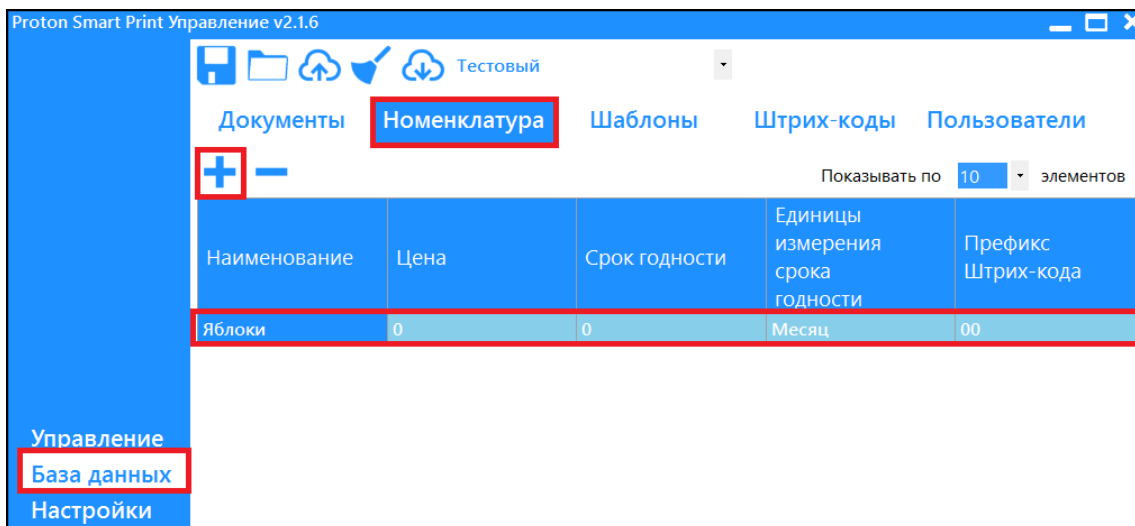 Proton Smart Print Управление v2.1.6
Тестовый
Документы Номенклатура Шаблоны Штрих-коды Пользователи
Показывать по 10 элементов
Наименование Цена Срок годности Единицы измерения срока годности Префикс Штрих-кода
Яблоки 0 0 Месяц 00
Управление
База данных
Настройки